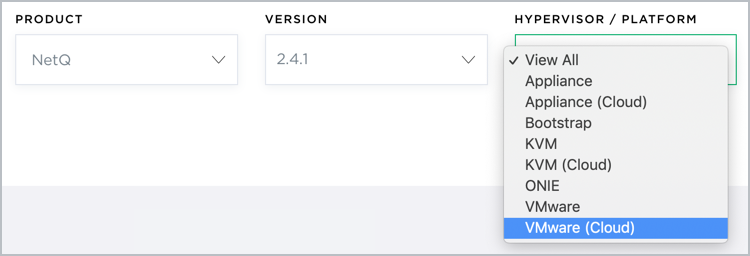 PRODUCT
VERSION
HYPERVISOR / PLATFORM
NetQ
2.4.1
✓ View All
Appliance
Appliance (Cloud)
Bootstrap
KVM
KVM (Cloud)
ONIE
VMware
VMware (Cloud)